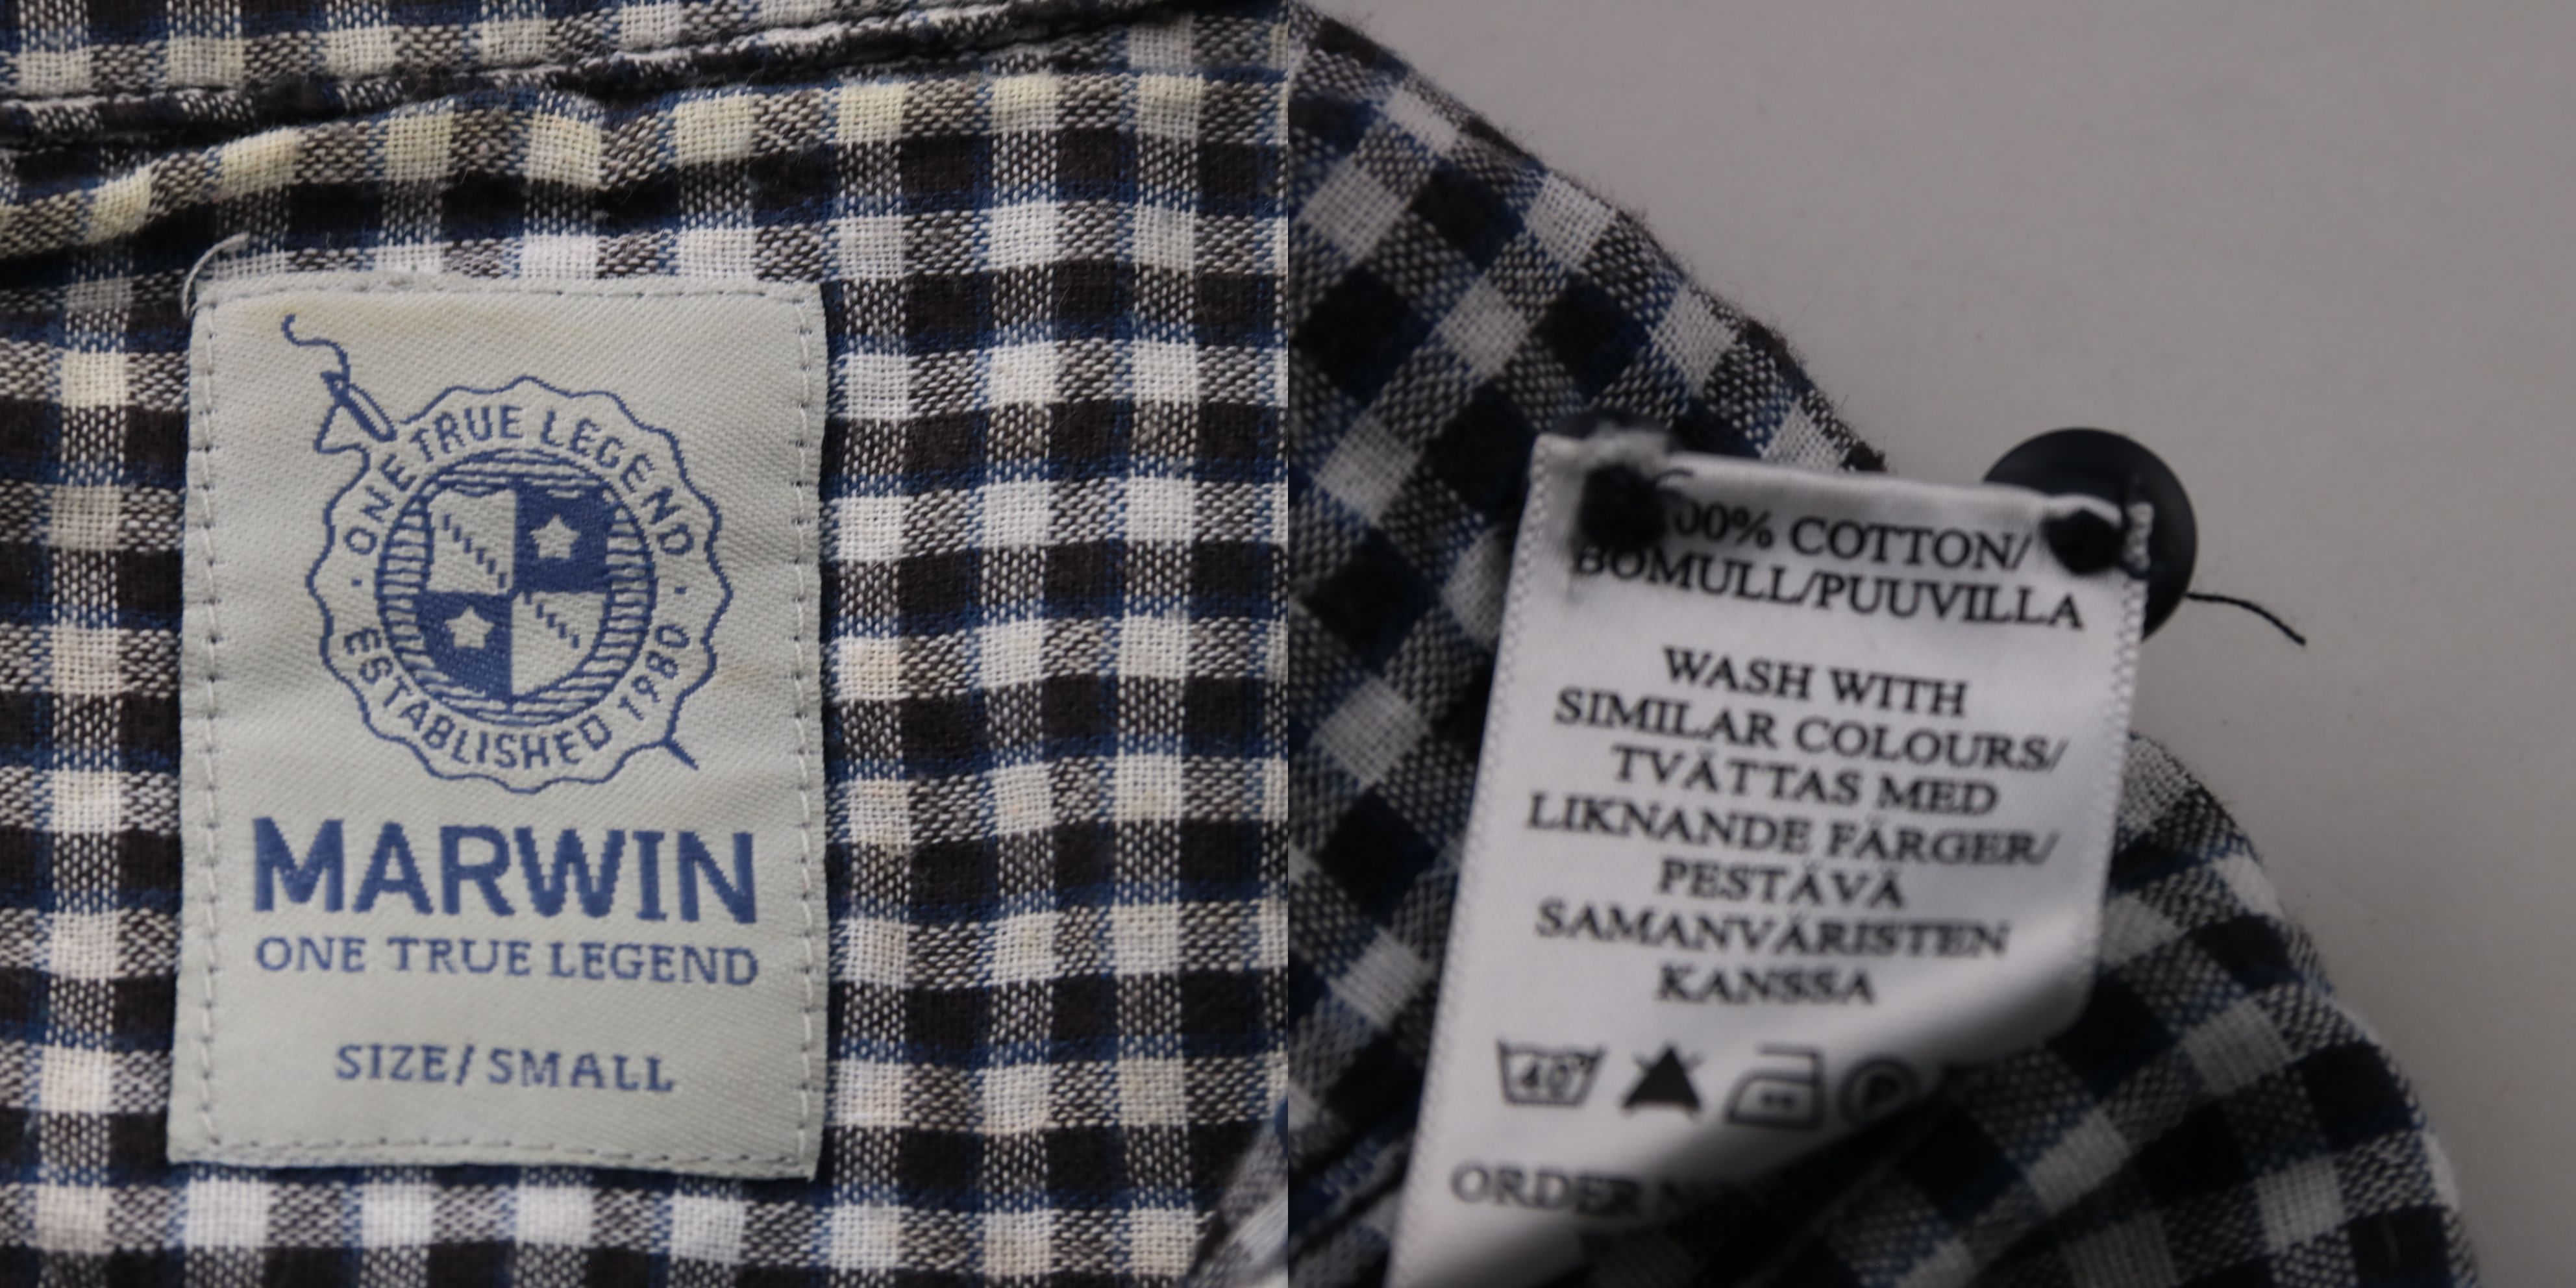 ONE TRUE LEGEND
ESTABLISHED 1980
MARWIN
ONE TRUE LEGEND
SIZE/SMALL
00% COTTON/
BOMULL/PUUVILLA
WASH WITH
SIMILAR COLOURS/
TVÄTTAS MED
LIKNANDE FÄRGER/
PESTÄVÄ
SAMANVÄRISTEN
KANSSA
40°
P
ORDER